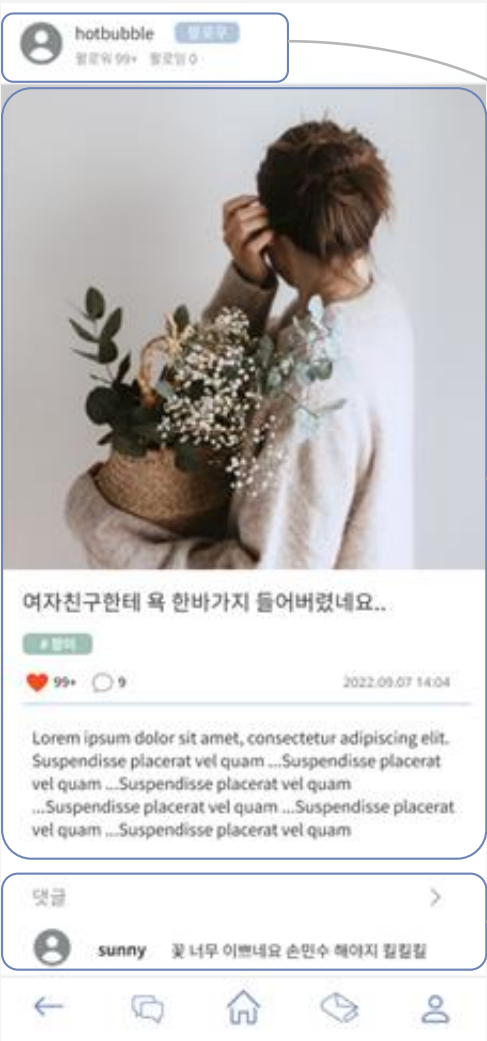 hotbubble 팔로우
팔로워 99+ 팔로잉 0
여자친구한테 욕 한바가지 들어버렸네요..
99+ 9 2022.09.07 14:04
Lorem ipsum dolor sit amet, consectetur adipiscing elit.
Suspendisse placerat vel quam ...Suspendisse placerat
vel quam ...Suspendisse placerat vel quam
...Suspendisse placerat vel quam ...Suspendisse placerat
vel quam ...Suspendisse placerat vel quam
댓글
sunny 꽃 너무 이쁘네요 손민수 해야지 킬킬킬